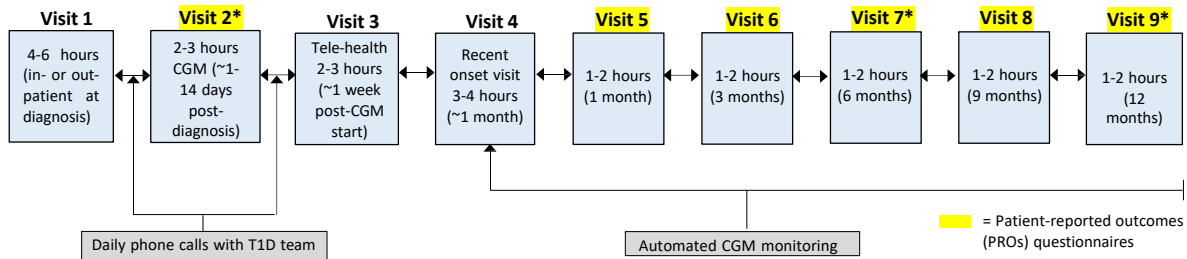 Visit 1
Visit 2*
Visit 3
Visit 4
Visit 5
Visit 6
Visit 7*
Visit 8
Visit 9*
4-6 hours
(in- or out-
patient at
diagnosis)
2-3 hours
CGM (~1-
14 days
post-
diagnosis)
Tele-health
2-3 hours
(~1 week
post-CGM
start)
Recent
onset visit
3-4 hours
(~1 month)
1-2 hours
(1 month)
1-2 hours
(3 months)
1-2 hours
(6 months)
1-2 hours
(9 months)
1-2 hours
(12
months)
Daily phone calls with T1D team
Automated CGM monitoring
= Patient-reported outcomes
(PROs) questionnaires